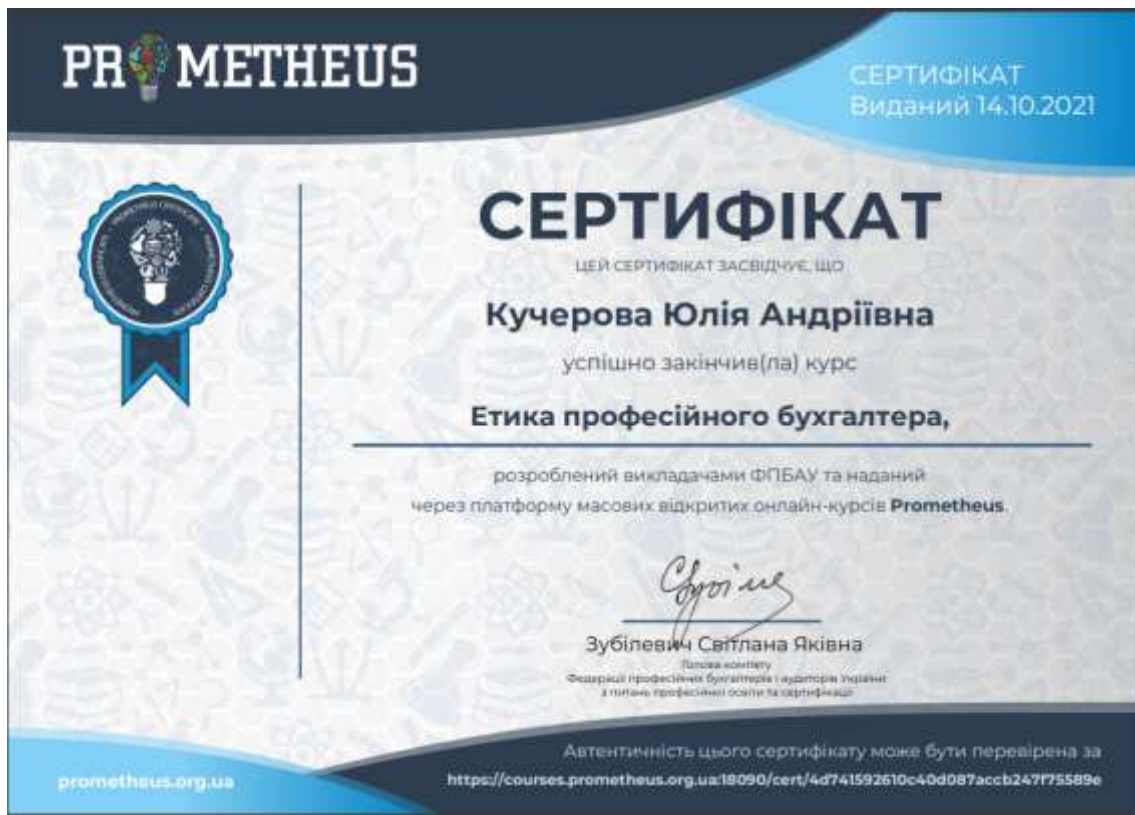 PROMETHEUS
СЕРТИФІКАТ
Виданий 14.10.2021
СЕРТИФІКАТ
ЦЕЙ СЕРТИФІКАТ ЗАСВІДЧУЄ, ЩО
Кучерова Юлія Андріївна
успішно закінчив(ла) курс
Етика професійного бухгалтера,
розроблений викладачами ФПБАУ та наданий
через платформу масових відкритих онлайн-курсів Prometheus.
Зубілевич Світлана Яківна
Голова комітету
Федерації професійних бухгалтерів і аудиторів України
з питань професійної освіти та сертифікації
Автентичність цього сертифікату може бути перевірена за
prometheus.org.ua
https://courses.prometheus.org.ua:18090/cert/4d741592610c40d087accb247f75589e